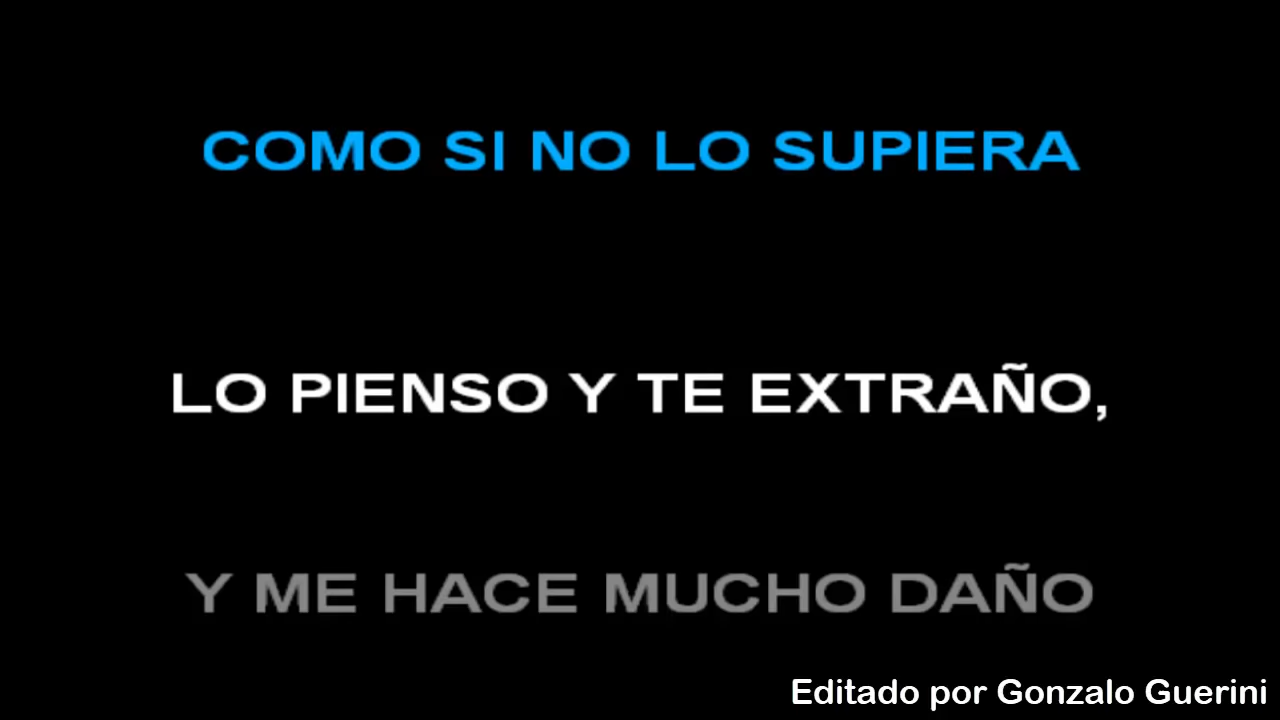 COMO SI NO LO SUPIERA
LO PIENSO Y TE EXTRAÑO,
Y ME HACE MUCHO DAÑO
Editado por Gonzalo Guerini